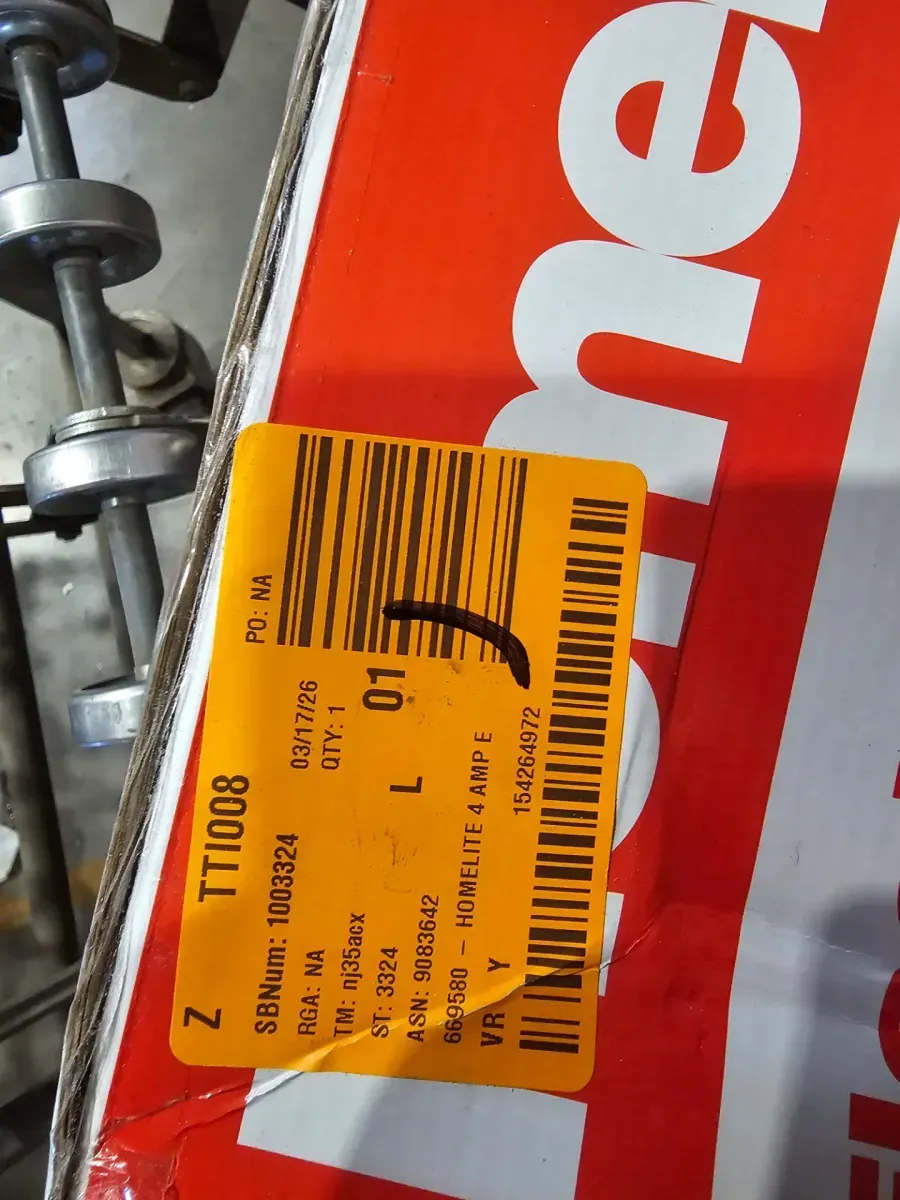 Z TTI008 PO: NA
SBNum: 1003324 03/17/26
RGA: NA QTY: 1
TM: nj35acx
ST: 3324 L 01
ASN: 9083642
669580 - HOMELITE 4 AMP E
VR Y 154264972
Homel